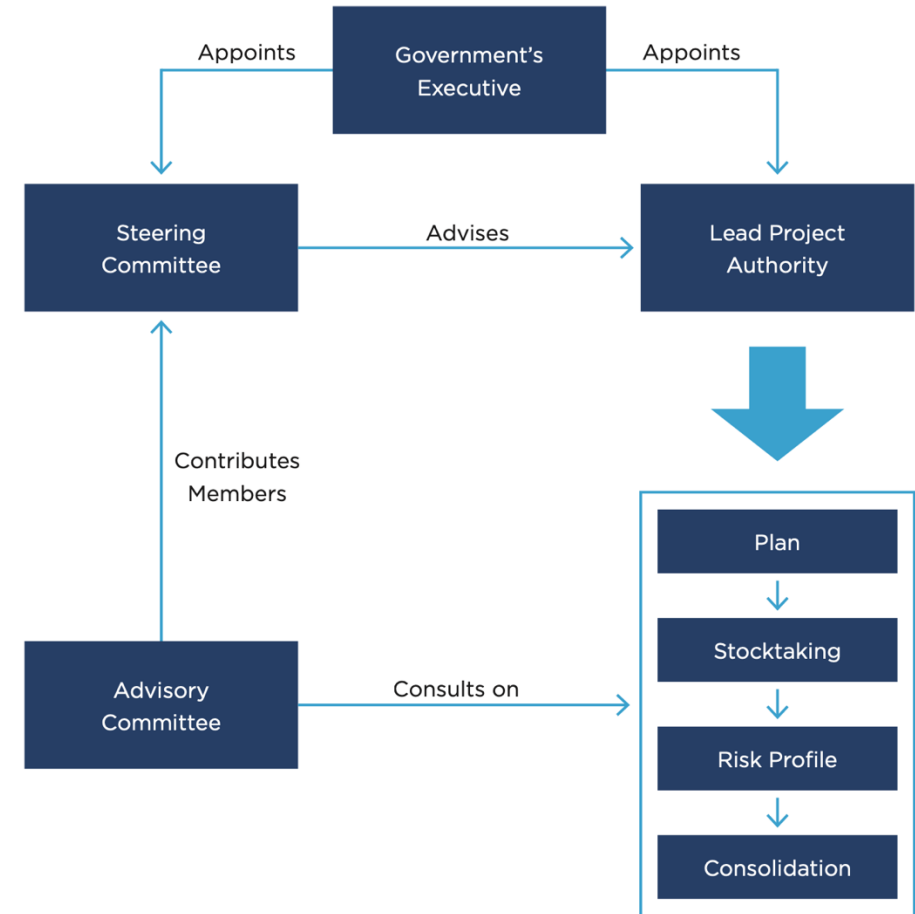 Appoints
Government's
Executive
Appoints
Steering
Committee
Advises
Lead Project
Authority
Contributes
Members
Plan
Stocktaking
Advisory
Committee
Consults on
Risk Profile
Consolidation